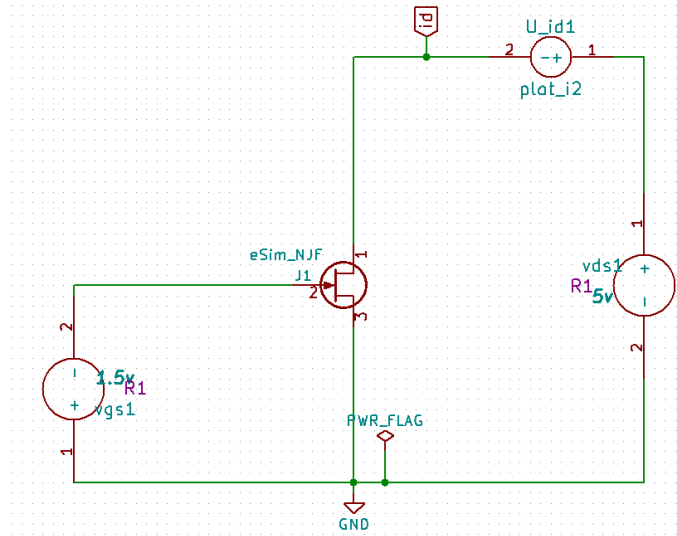 id
U_id1
2
-+
1
plot_i2
1
eSim_NJF
1
J1
2
3
vds1
+
R1
5v
-
2
2
-
1.5v
R1
+
vgs1
1
PWR_FLAG
GND